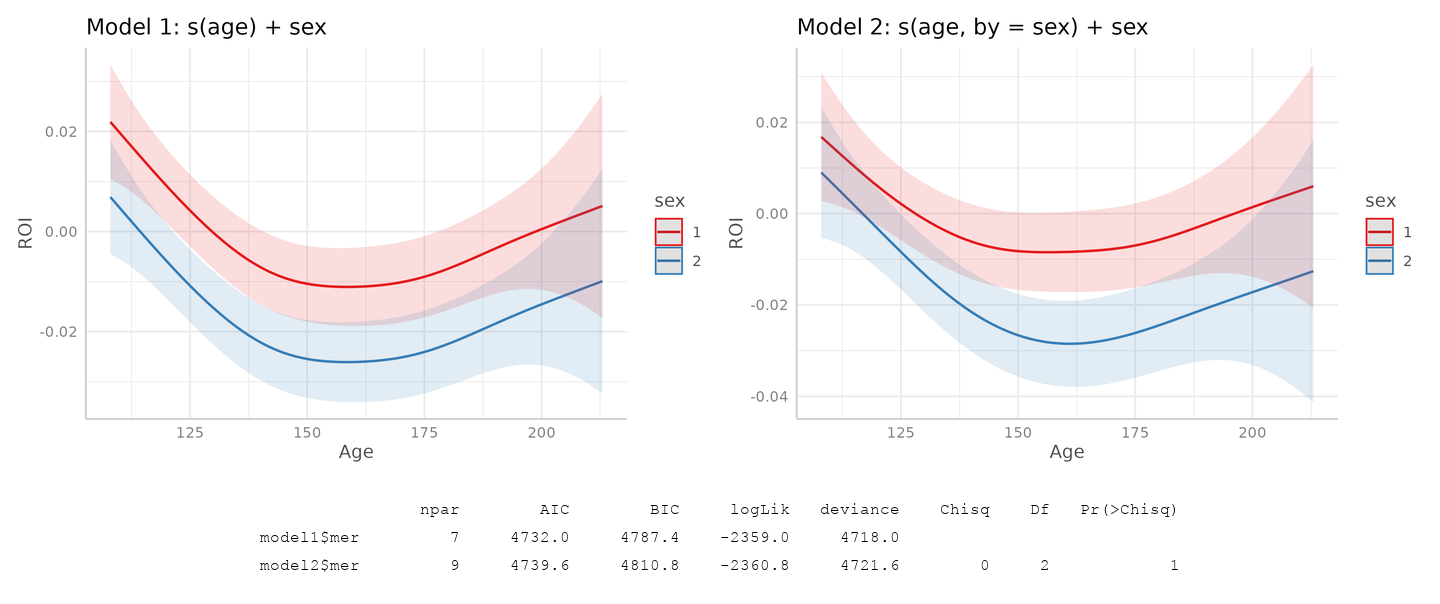 Model 1: s(age) + sex
0.02
0.00
-0.02
ROI
125 150 175 200
Age
sex
1
2
Model 2: s(age, by = sex) + sex
0.02
0.00
-0.02
-0.04
ROI
125 150 175 200
Age
sex
1
2
npar AIC BIC logLik deviance Chisq Df Pr(>Chisq)
model1$mer 7 4732.0 4787.4 -2359.0 4718.0
model2$mer 9 4739.6 4810.8 -2360.8 4721.6 0 2 1